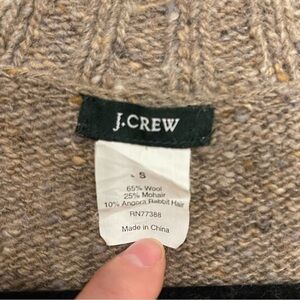 J.CREW
S
65% Wool
25% Mohair
10% Angora Rabbit Hair
RN77388
Made in China